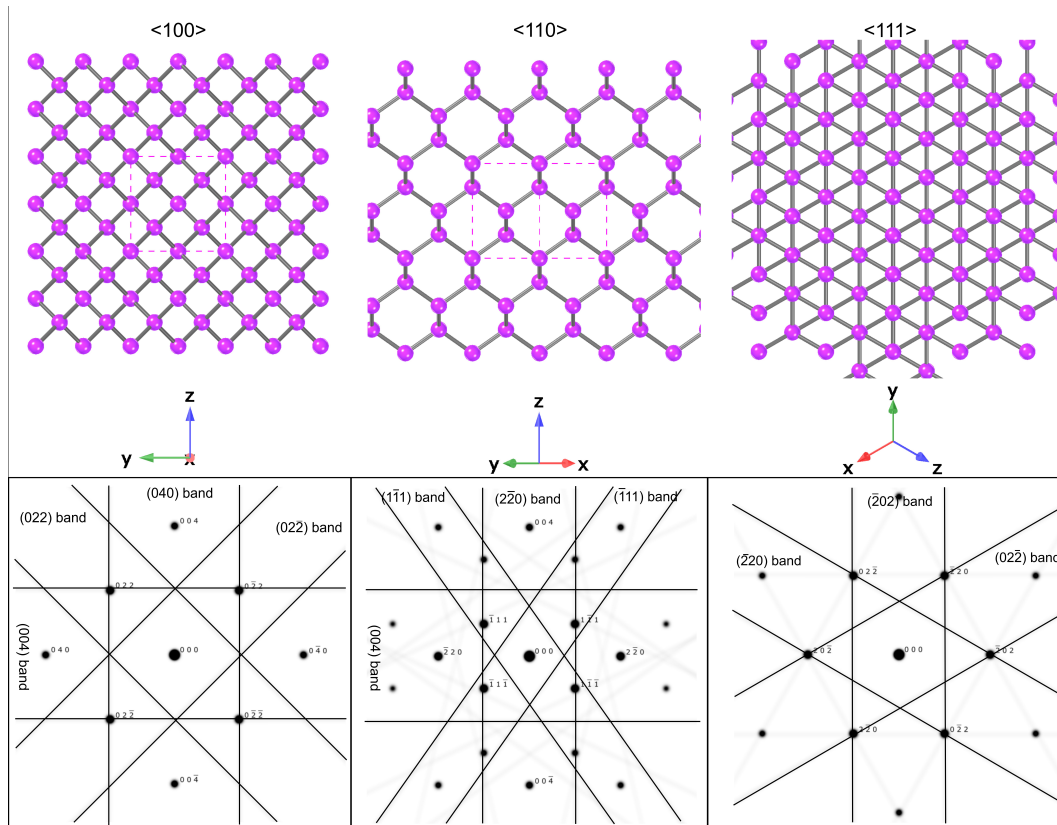 <100>
<110>
<111>
z
y
x
z
y
x
y
x
z
(040) band
(022) band
(022̄) band
0 0 4
0 2 2
0 2̄ 2
(004) band
0 4 0
0 0 0
0 4̄ 0
0 2 2̄
0 2̄ 2̄
0 0 4̄
(11̄1) band
(22̄0) band
(1̄11) band
0 0 4
1̄ 1 1
1 1̄ 1
(004) band
2̄ 2 0
0 0 0
2 2̄ 0
1̄ 1 1̄
1 1̄ 1̄
0 0 4̄
(2̄02) band
(2̄20) band
(022̄) band
0 2 2̄
2̄ 2 0
2 0 2̄
0 0 0
2̄ 0 2
2 2̄ 0
0 2̄ 2